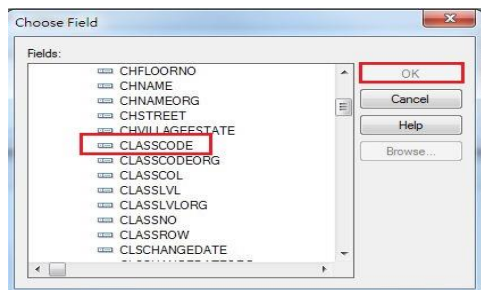 Choose Field
Fields:
CHFLOORNO
CHNAME
CHNAMEORG
CHSTREET
CHVILLAGEESTATE
CLASSCODE
CLASSCODEORG
CLASSCOL
CLASSLVL
CLASSLVLORG
CLASSNO
CLASSROW
CLSCHANGEDATE
OK
Cancel
Help
Browse...